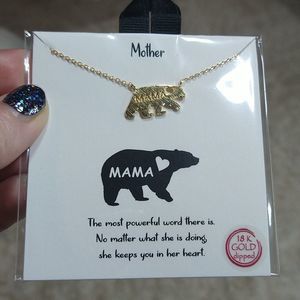 Mother
MAMA
MAMA
The most powerful word there is.
No matter what she is doing,
she keeps you in her heart.
18 K
GOLD
dipped